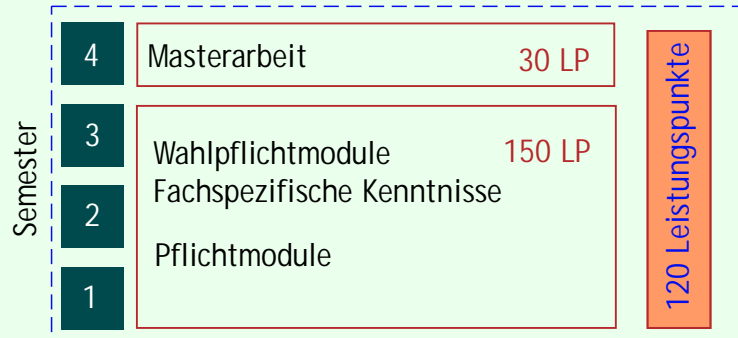 Semester
4
Masterarbeit
30 LP
3
Wahlpflichtmodule
150 LP
Fachspezifische Kenntnisse
2
Pflichtmodule
1
120 Leistungspunkte